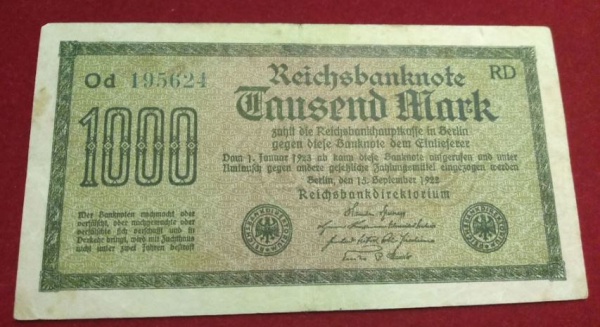 Reichsbanknote
Od 195624
RD
Tausend Mark
1000
zahlt die Reichsbankhauptkasse in Berlin
gegen diese Banknote dem Einlieferer
Vom 1. Januar 1923 ab kann diese Banknote aufgerufen und unter
Umtausch gegen andere gesetzliche Zahlungsmittel eingezogen werden
Berlin, den 15. September 1922
Reichsbankdirektorium
Wer Banknoten nachmacht oder
verfälscht, oder nachgemachte oder
verfälschte sich verschafft und in
Verkehr bringt, wird mit Zuchthaus
nicht unter zwei Jahren bestraft